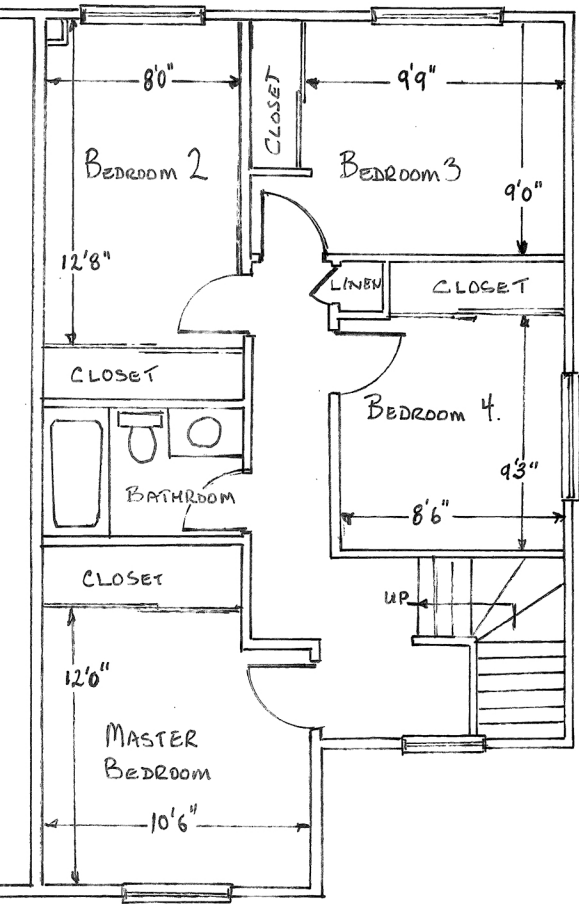 8'0"
CLOSET
9'9"
BEDROOM 2
BEDROOM 3
9'0"
12'8"
LINEN
CLOSET
CLOSET
BEDROOM 4.
9'3"
BATHROOM
8'6"
CLOSET
UP
12'0"
MASTER
BEDROOM
10'6"